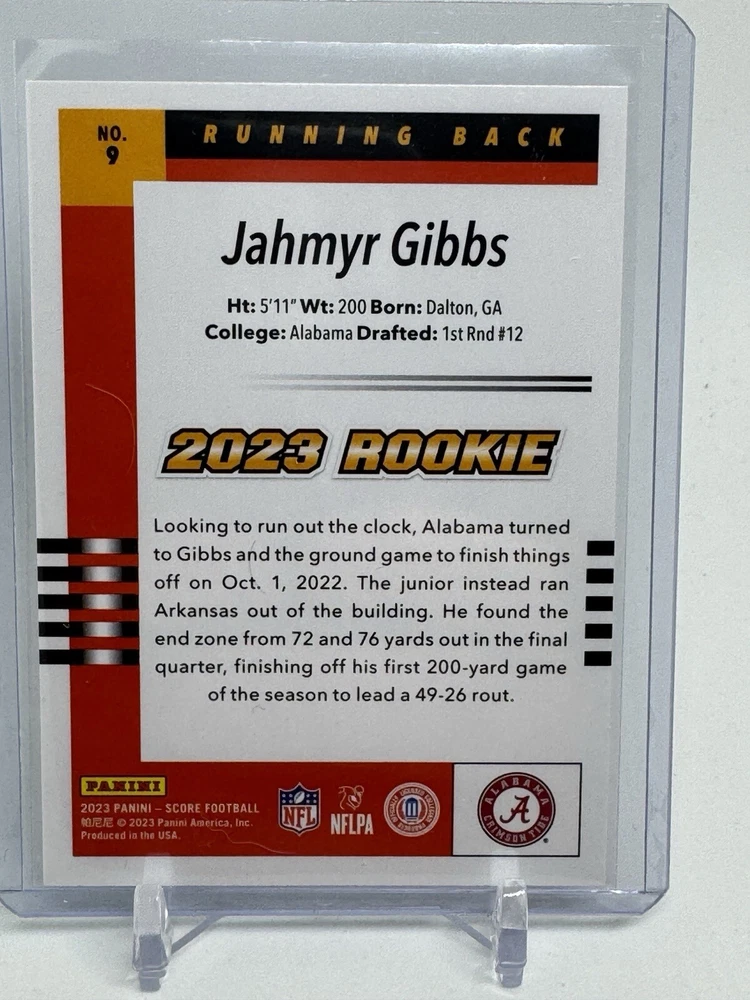 NO.
9
RUNNING BACK
Jahmyr Gibbs
Ht: 5'11" Wt: 200 Born: Dalton, GA
College: Alabama Drafted: 1st Rnd #12
2023 ROOKIE
Looking to run out the clock, Alabama turned
to Gibbs and the ground game to finish things
off on Oct. 1, 2022. The junior instead ran
Arkansas out of the building. He found the
end zone from 72 and 76 yards out in the final
quarter, finishing off his first 200-yard game
of the season to lead a 49-26 rout.
PANINI
2023 PANINI – SCORE FOOTBALL
帕尼尼 © 2023 Panini America, Inc.
Produced in the USA.
NFL
NFLPA
ALABAMA
A
CRIMSON TIDE